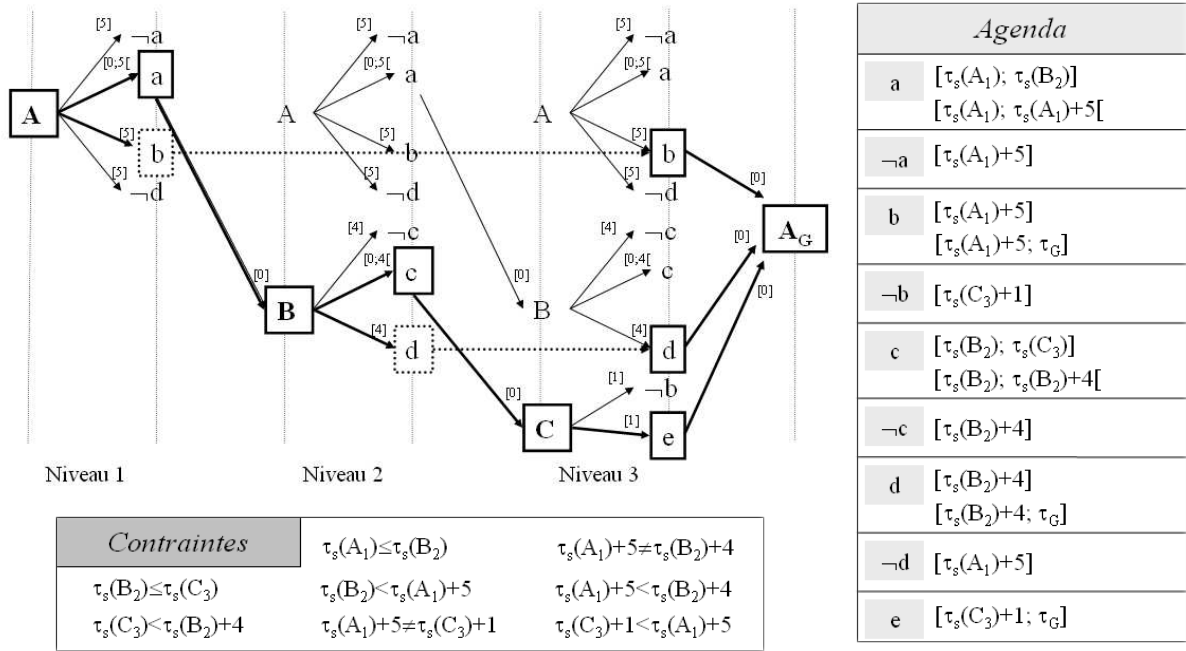 [5] ¬a
[0;5[ a
A
[5] b
[5] ¬d
[5] ¬a
[0;5[ a
A
[5] b
[5] ¬d
[5] ¬a
[0;5[ a
A
[5] b
[5] ¬d
[0]
[0]
B
[4] ¬c
[0;4[ c
[4] d
[0]
B
[4] ¬c
[0;4[ c
[4] d
[0]
C
[1] ¬b
[1] e
[0]
[0]
[0]
A_G
Niveau 1
Niveau 2
Niveau 3
Contraintes
τs(A1)≤τs(B2)
τs(A1)+5≠τs(B2)+4
τs(B2)≤τs(C3)
τs(B2)<τs(A1)+5
τs(A1)+5<τs(B2)+4
τs(C3)<τs(B2)+4
τs(A1)+5≠τs(C3)+1
τs(C3)+1<τs(A1)+5
Agenda
a [τs(A1); τs(B2)]
[τs(A1); τs(A1)+5[
¬a [τs(A1)+5]
b [τs(A1)+5]
[τs(A1)+5; τG]
¬b [τs(C3)+1]
c [τs(B2); τs(C3)]
[τs(B2); τs(B2)+4[
¬c [τs(B2)+4]
d [τs(B2)+4]
[τs(B2)+4; τG]
¬d [τs(A1)+5]
e [τs(C3)+1; τG]